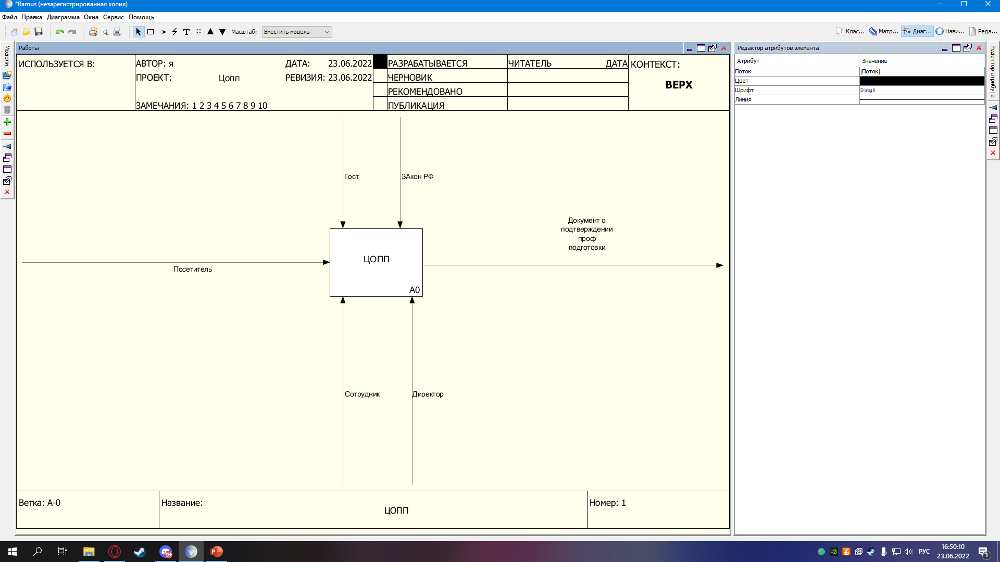 *Ramus (незарегистрированная копия)
Файл Правка Диаграмма Окна Сервис Помощь
Масштаб: Вместить модель Клас... Матр... Диаг... Нави... Реда...
Модели
Работы
ИСПОЛЬЗУЕТСЯ В: АВТОР: я ДАТА: 23.06.2022 РАЗРАБАТЫВАЕТСЯ ЧИТАТЕЛЬ ДАТА КОНТЕКСТ:
ПРОЕКТ: Цопп РЕВИЗИЯ: 23.06.2022 ЧЕРНОВИК
ВЕРХ
РЕКОМЕНДОВАНО
ЗАМЕЧАНИЯ: 1 2 3 4 5 6 7 8 9 10 ПУБЛИКАЦИЯ
Гост ЗАкон РФ
Документ о
подтверждении
проф
подготовки
ЦОПП
Посетитель
A0
Сотрудник Директор
Ветка: A-0 Название: ЦОПП Номер: 1
Редактор атрибутов элемента
Атрибут Значение
Поток [Поток]
Цвет
Шрифт Dialog 8
Линия
Редактор атрибута
9+
P
РУС 16:50:10
23.06.2022
1